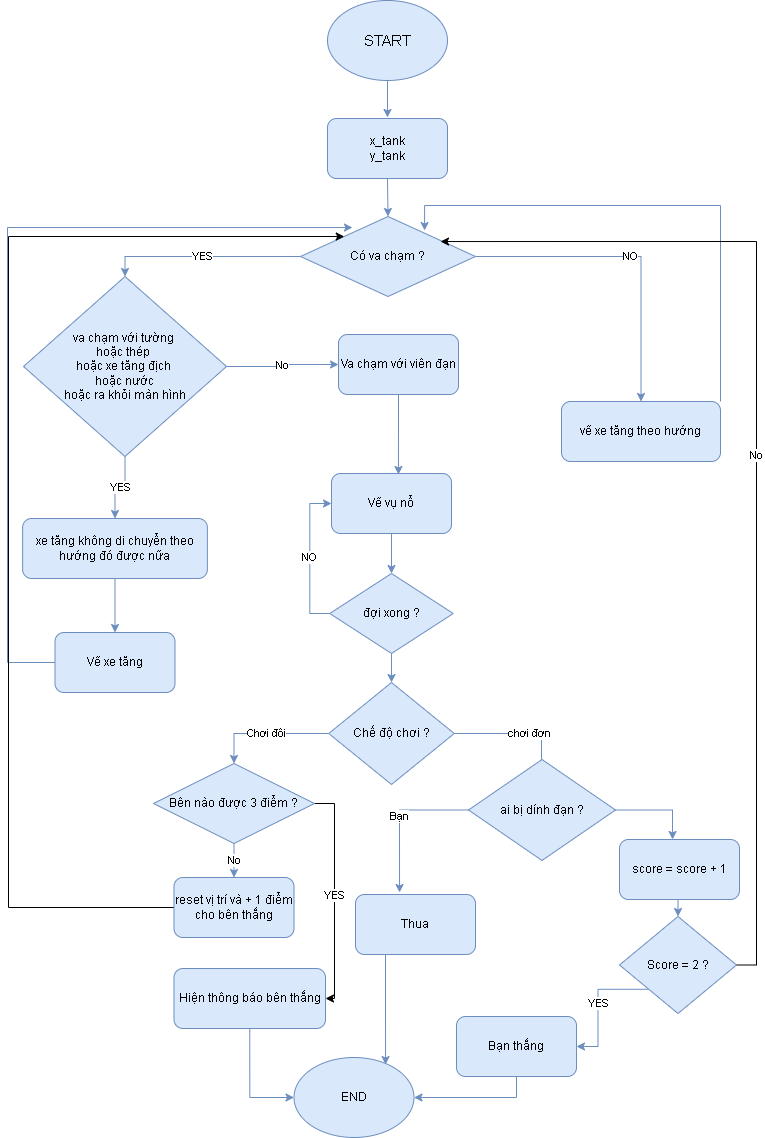 START
x_tank
y_tank
Có va chạm ?
YES
NO
va chạm với tường
hoặc thép
hoặc xe tăng địch
hoặc nước
hoặc ra khỏi màn hình
No
Va chạm với viên đạn
vẽ xe tăng theo hướng
No
YES
Vẽ vụ nổ
xe tăng không di chuyển theo
hướng đó được nữa
NO
đợi xong ?
Vẽ xe tăng
Chế độ chơi ?
Chơi đôi
chơi đơn
Bên nào được 3 điểm ?
ai bị dính đạn ?
Bạn
No
score = score + 1
YES
reset vị trí và + 1 điểm
cho bên thắng
Thua
Score = 2 ?
Hiện thông báo bên thắng
YES
Bạn thắng
END